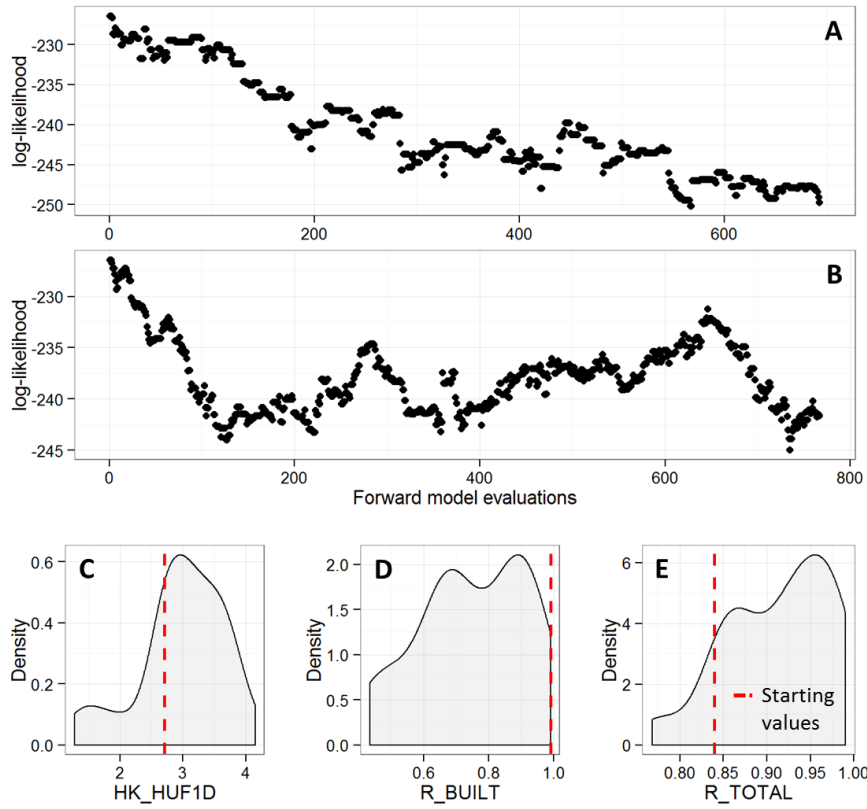 A
log-likelihood
-230
-235
-240
-245
-250
0 200 400 600
B
log-likelihood
-230
-235
-240
-245
0 200 400 600 800
Forward model evaluations
C
Density
0.6
0.4
0.2
0.0
2 3 4
HK_HUF1D
D
Density
2.0
1.5
1.0
0.5
0.0
0.6 0.8 1.0
R_BUILT
E
Density
6
4
2
0
Starting
values
0.80 0.85 0.90 0.95 1.00
R_TOTAL